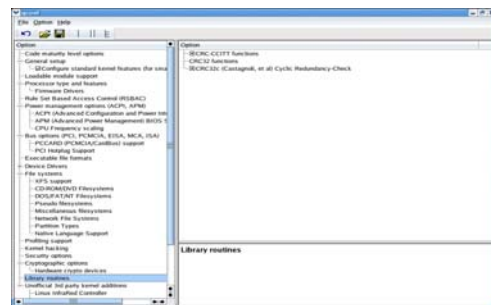 qconf
File Option Help
Option
Code maturity level options
General setup
Configure standard kernel features (for sma
Loadable module support
Processor type and features
Firmware Drivers
Rule Set Based Access Control (RSBAC)
Power management options (ACPI, APM)
ACPI (Advanced Configuration and Power Int
APM (Advanced Power Management) BIOS S
CPU Frequency scaling
Bus options (PCI, PCMCIA, EISA, MCA, ISA)
PCCARD (PCMCIA/CardBus) support
PCI Hotplug Support
Executable file formats
Device Drivers
File systems
XFS support
CD-ROM/DVD Filesystems
DOS/FAT/NT Filesystems
Pseudo filesystems
Miscellaneous filesystems
Network File Systems
Partition Types
Native Language Support
Profiling support
Kernel hacking
Security options
Cryptographic options
Hardware crypto devices
Library routines
Unofficial 3rd party kernel additions
Linux InfraRed Controller
Option
CRC-CCITT functions
CRC32 functions
CRC32c (Castagnoli, et al) Cyclic Redundancy-Check
Library routines